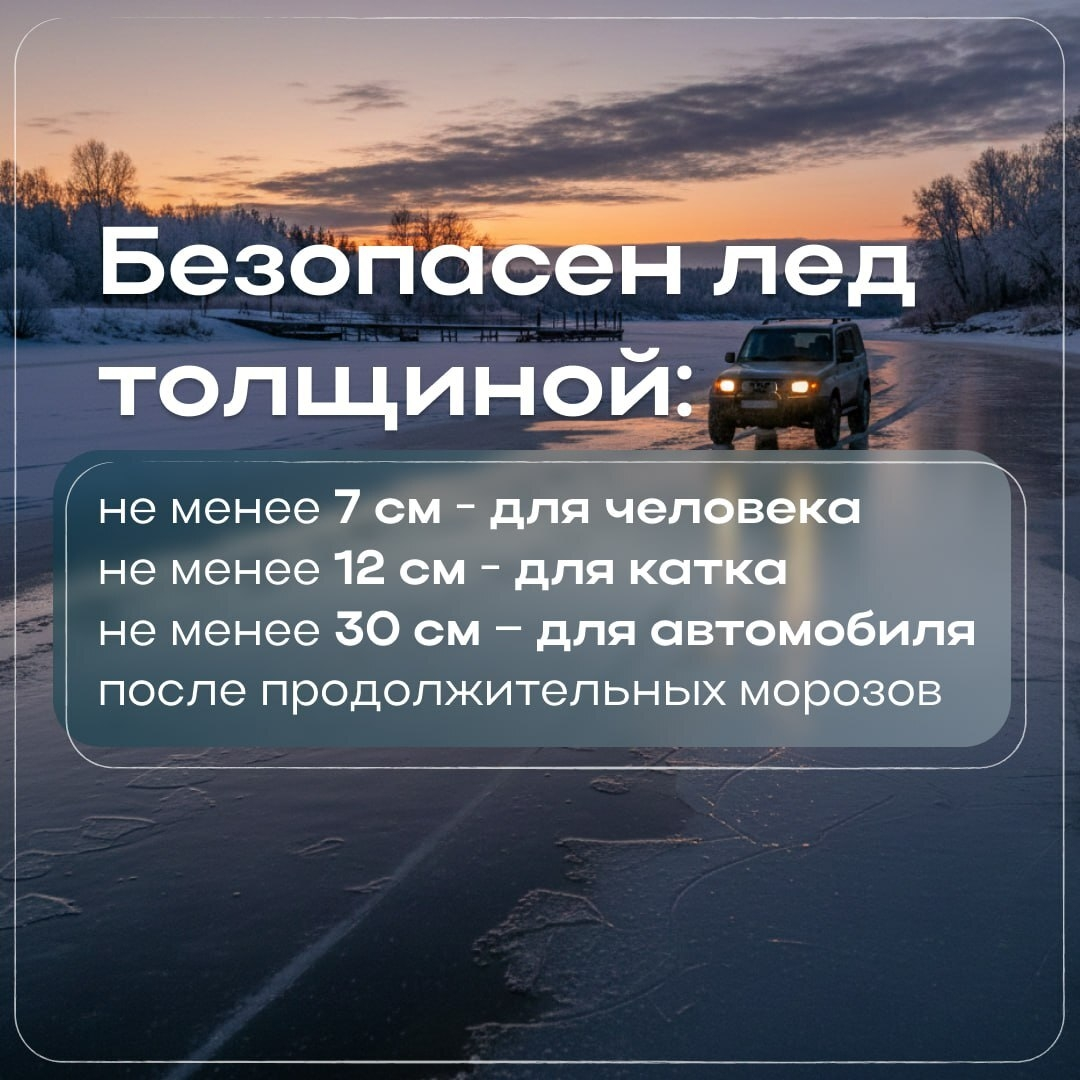 Безопасен лед
толщиной:
не менее 7 см - для человека
не менее 12 см - для катка
не менее 30 см – для автомобиля
после продолжительных морозов